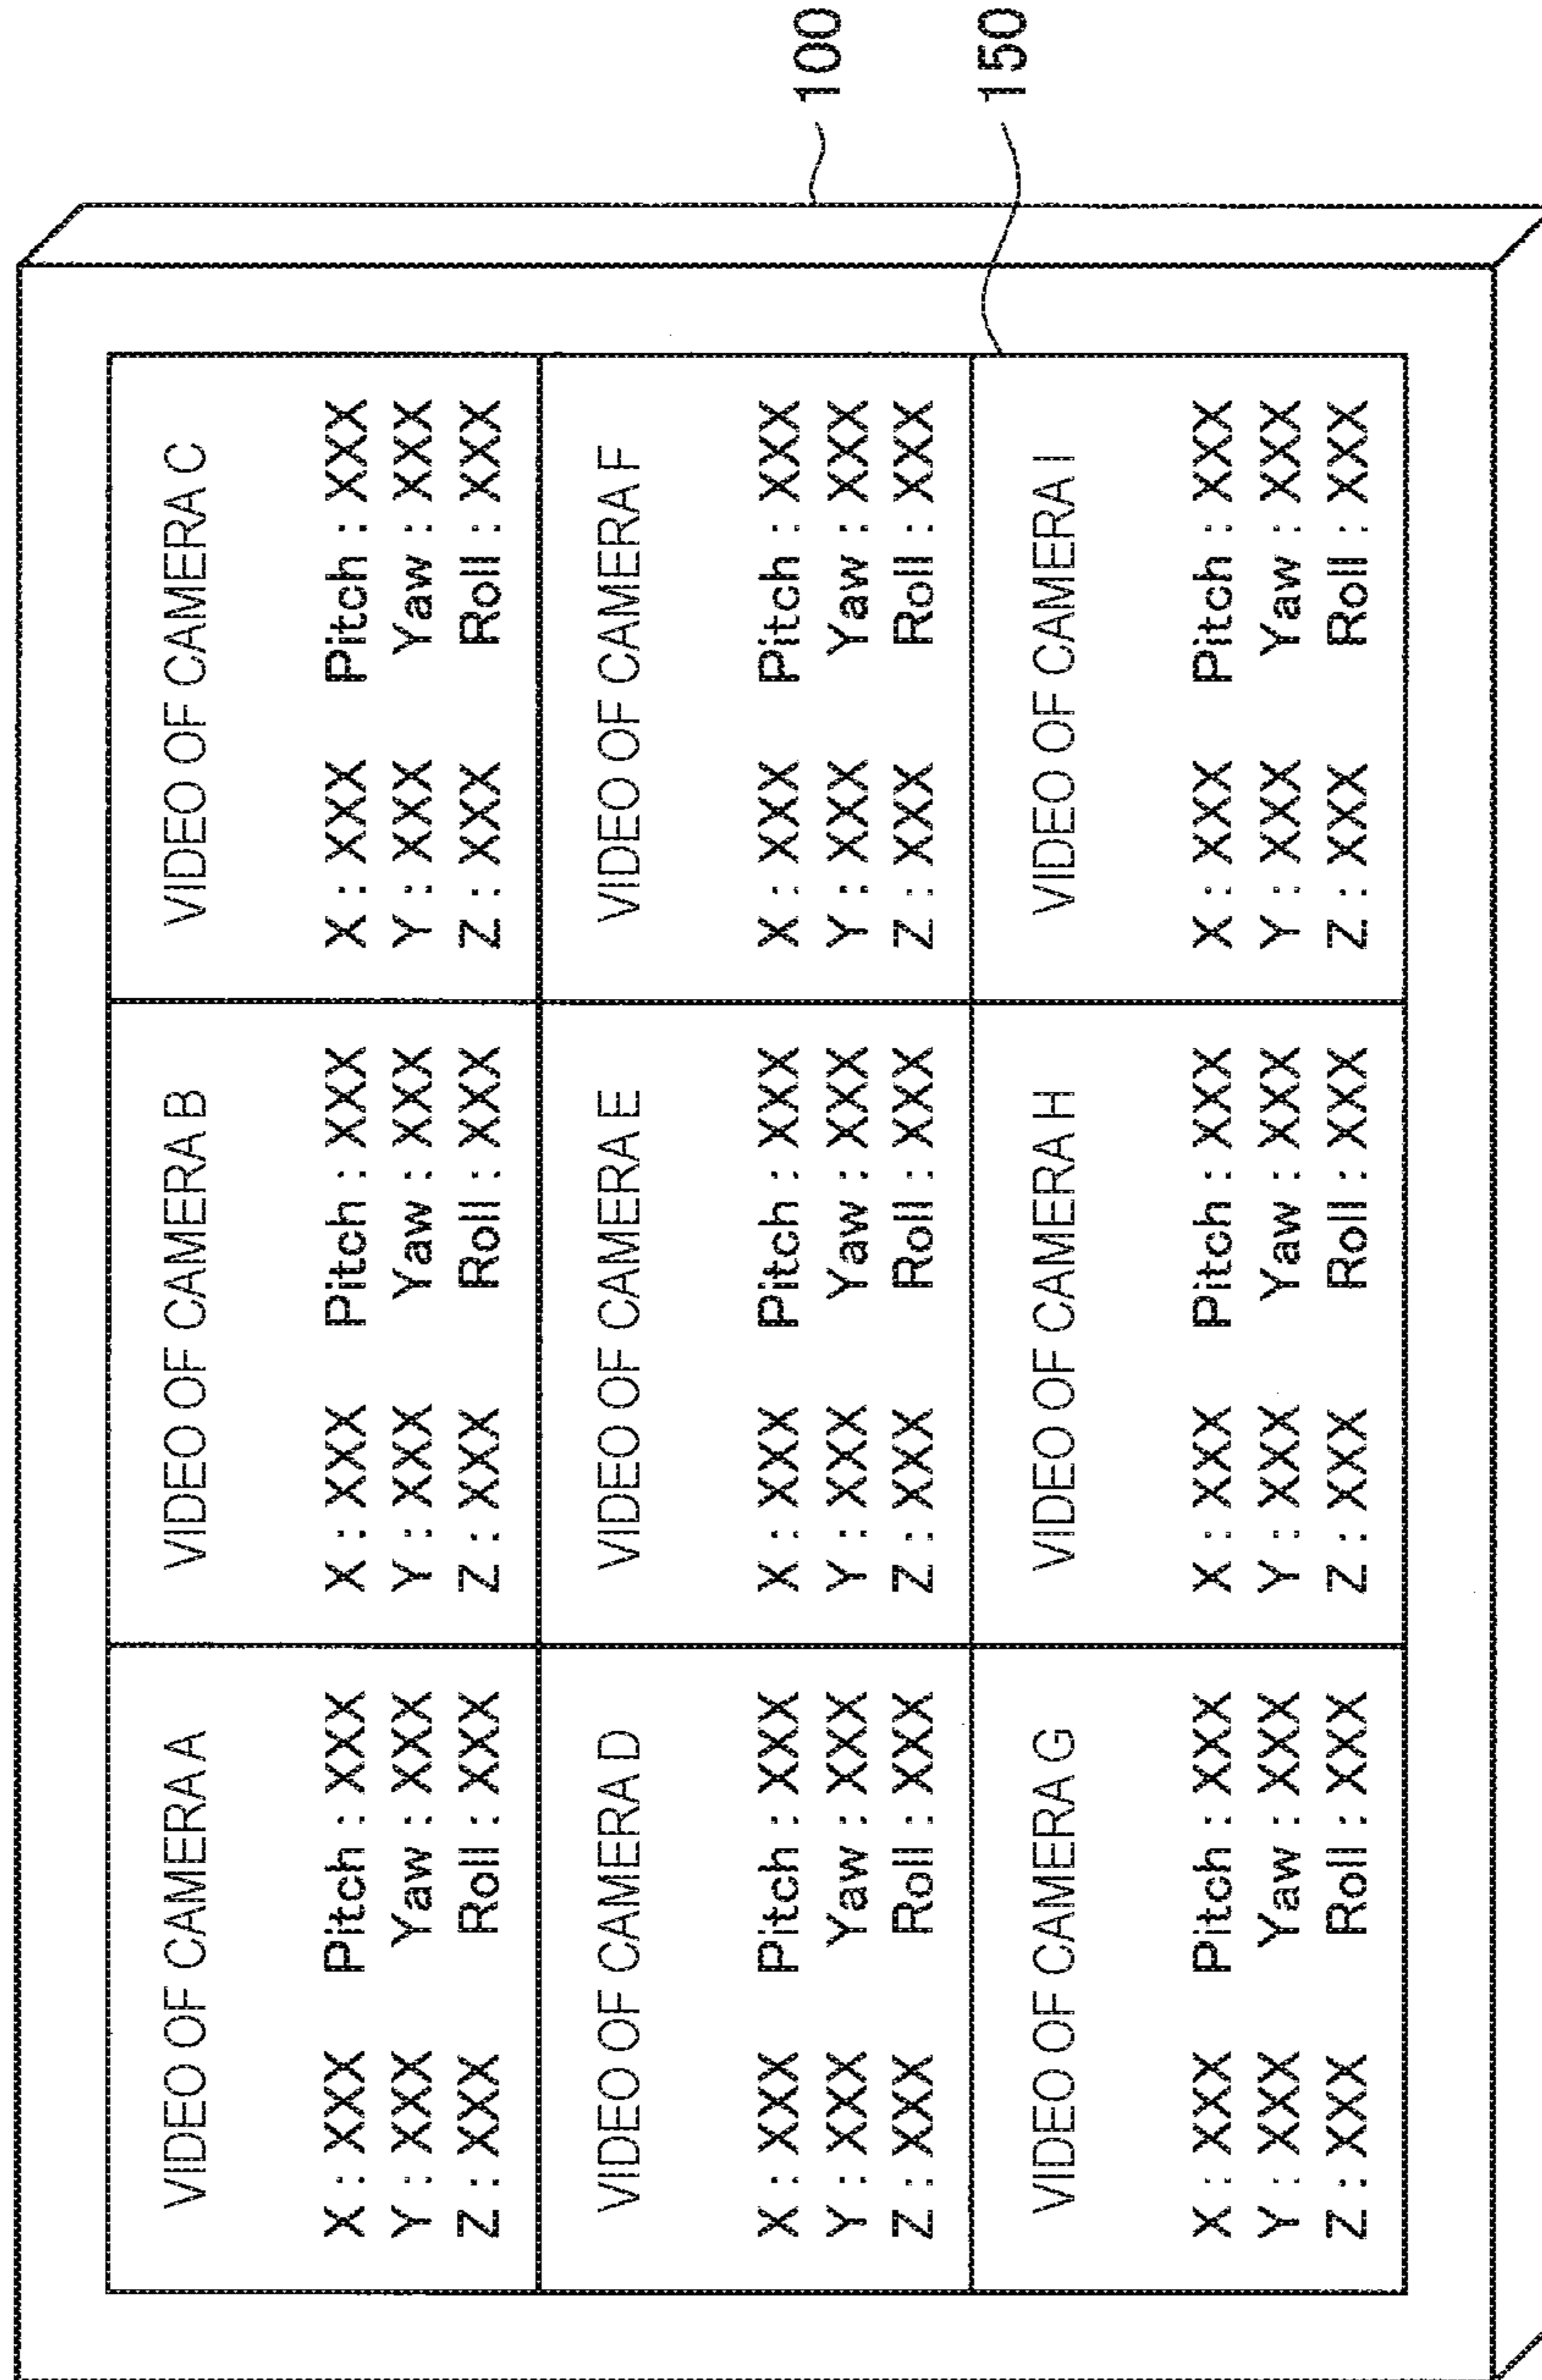 VIDEO OF CAMERA A
X : XXX Pitch : XXX
Y : XXX Yaw : XXX
Z : XXX Roll : XXX
VIDEO OF CAMERA B
X : XXX Pitch : XXX
Y : XXX Yaw : XXX
Z : XXX Roll : XXX
VIDEO OF CAMERA C
X : XXX Pitch : XXX
Y : XXX Yaw : XXX
Z : XXX Roll : XXX
VIDEO OF CAMERA D
X : XXX Pitch : XXX
Y : XXX Yaw : XXX
Z : XXX Roll : XXX
VIDEO OF CAMERA E
X : XXX Pitch : XXX
Y : XXX Yaw : XXX
Z : XXX Roll : XXX
VIDEO OF CAMERA F
X : XXX Pitch : XXX
Y : XXX Yaw : XXX
Z : XXX Roll : XXX
VIDEO OF CAMERA G
X : XXX Pitch : XXX
Y : XXX Yaw : XXX
Z : XXX Roll : XXX
VIDEO OF CAMERA H
X : XXX Pitch : XXX
Y : XXX Yaw : XXX
Z : XXX Roll : XXX
VIDEO OF CAMERA I
X : XXX Pitch : XXX
Y : XXX Yaw : XXX
Z : XXX Roll : XXX
100
150